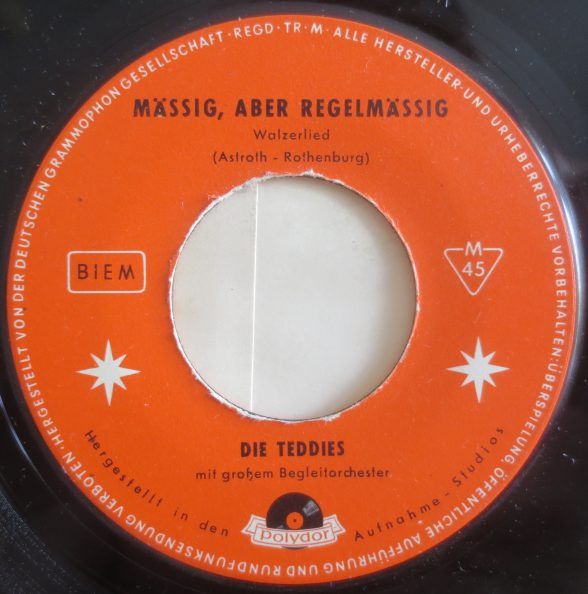 HERGESTELLT VON DER DEUTSCHEN GRAMMOPHON GESELLSCHAFT · REGD · TR · M · ALLE HERSTELLER-UND URHEBERRECHTE VORBEHALTEN: ÜBERSPIELUNG, ÖFFENTLICHE AUFFÜHRUNG UND RUNDFUNKSENDUNG VERBOTEN ·
MÄSSIG, ABER REGELMÄSSIG
Walzerlied
(Astroth - Rothenburg)
BIEM
M
45
DIE TEDDIES
mit großem Begleitorchester
Hergestellt in den
Polydor
Aufnahme - Studios